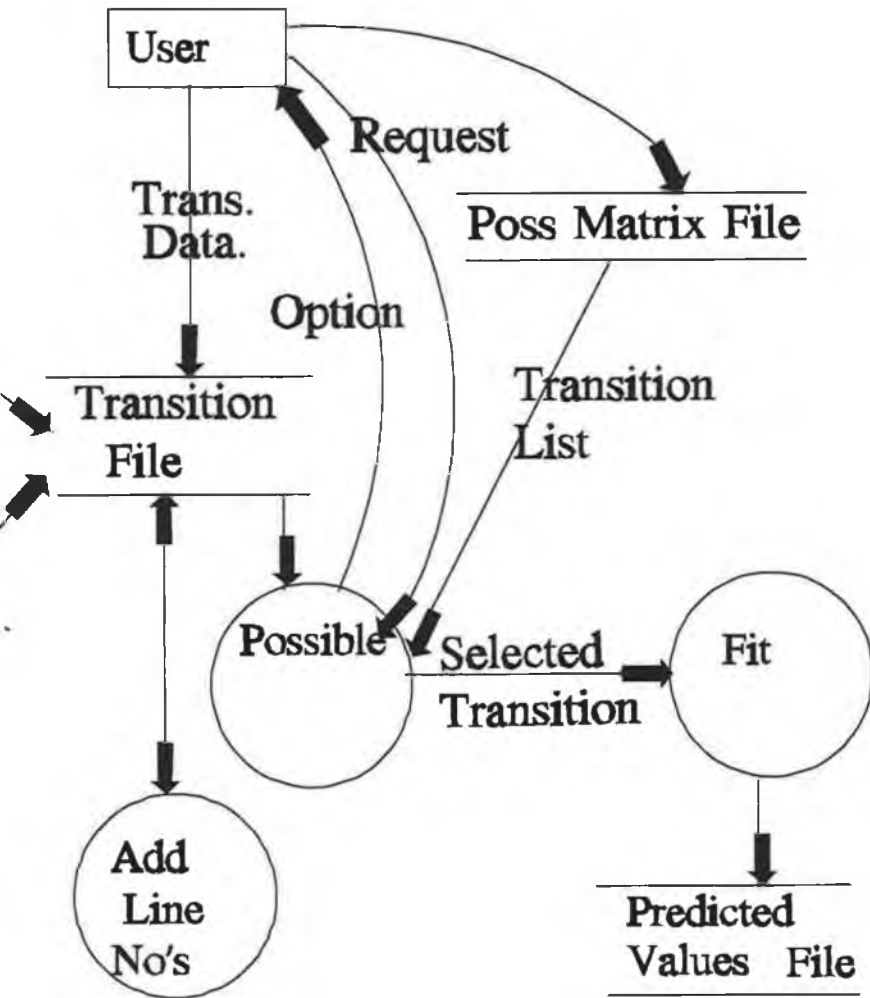 User
Request
Trans.
Data.
Poss Matrix File
Option
Transition
File
Transition
List
Possible
Selected
Transition
Fit
Add
Line
No's
Predicted
Values File